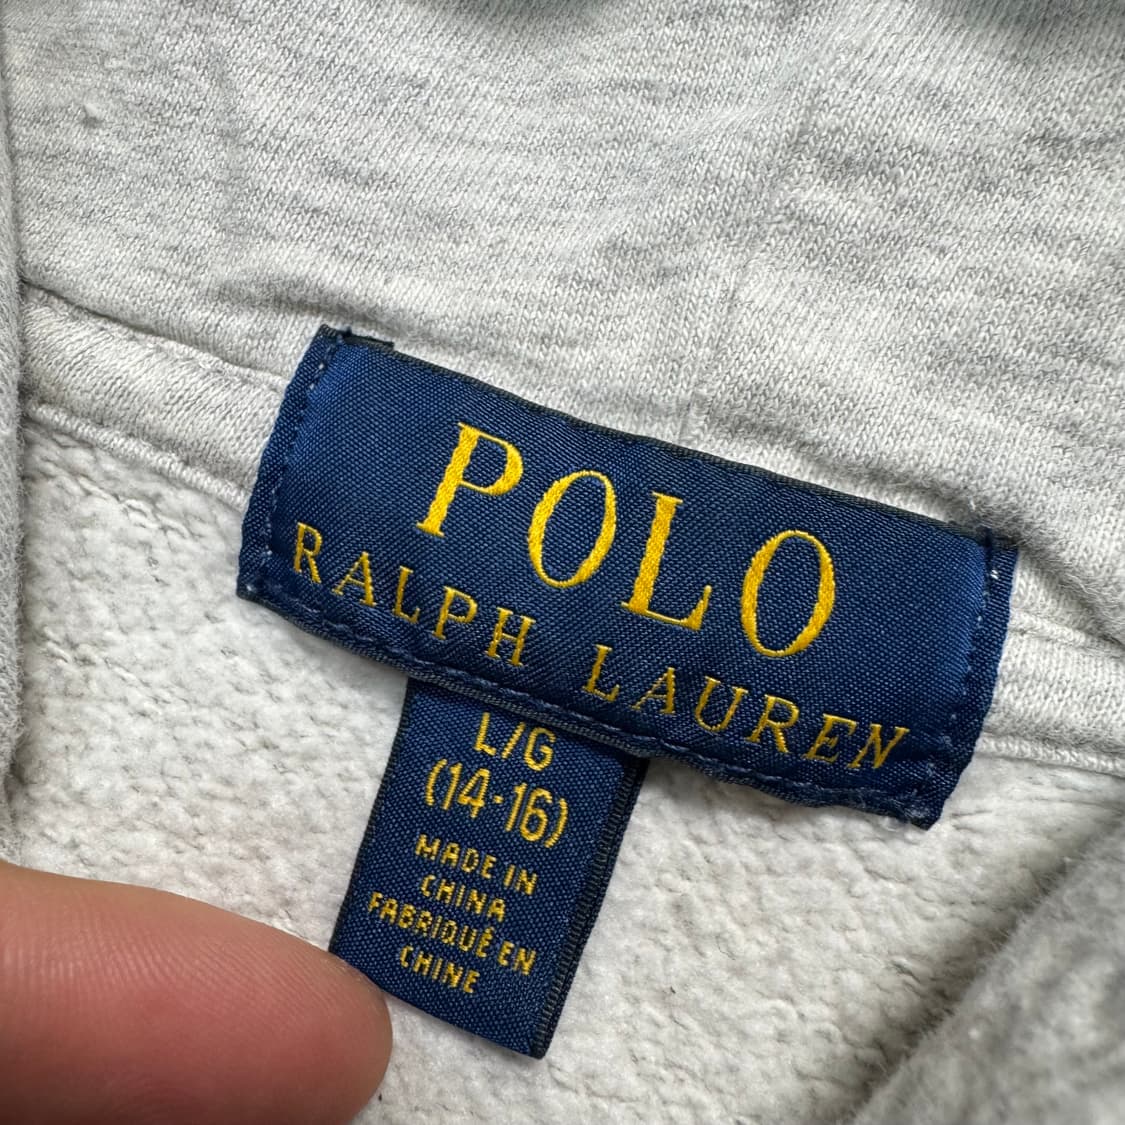 POLO
RALPH LAUREN
L/G
(14-16)
MADE IN
CHINA
FABRIQUÉ EN
CHINE